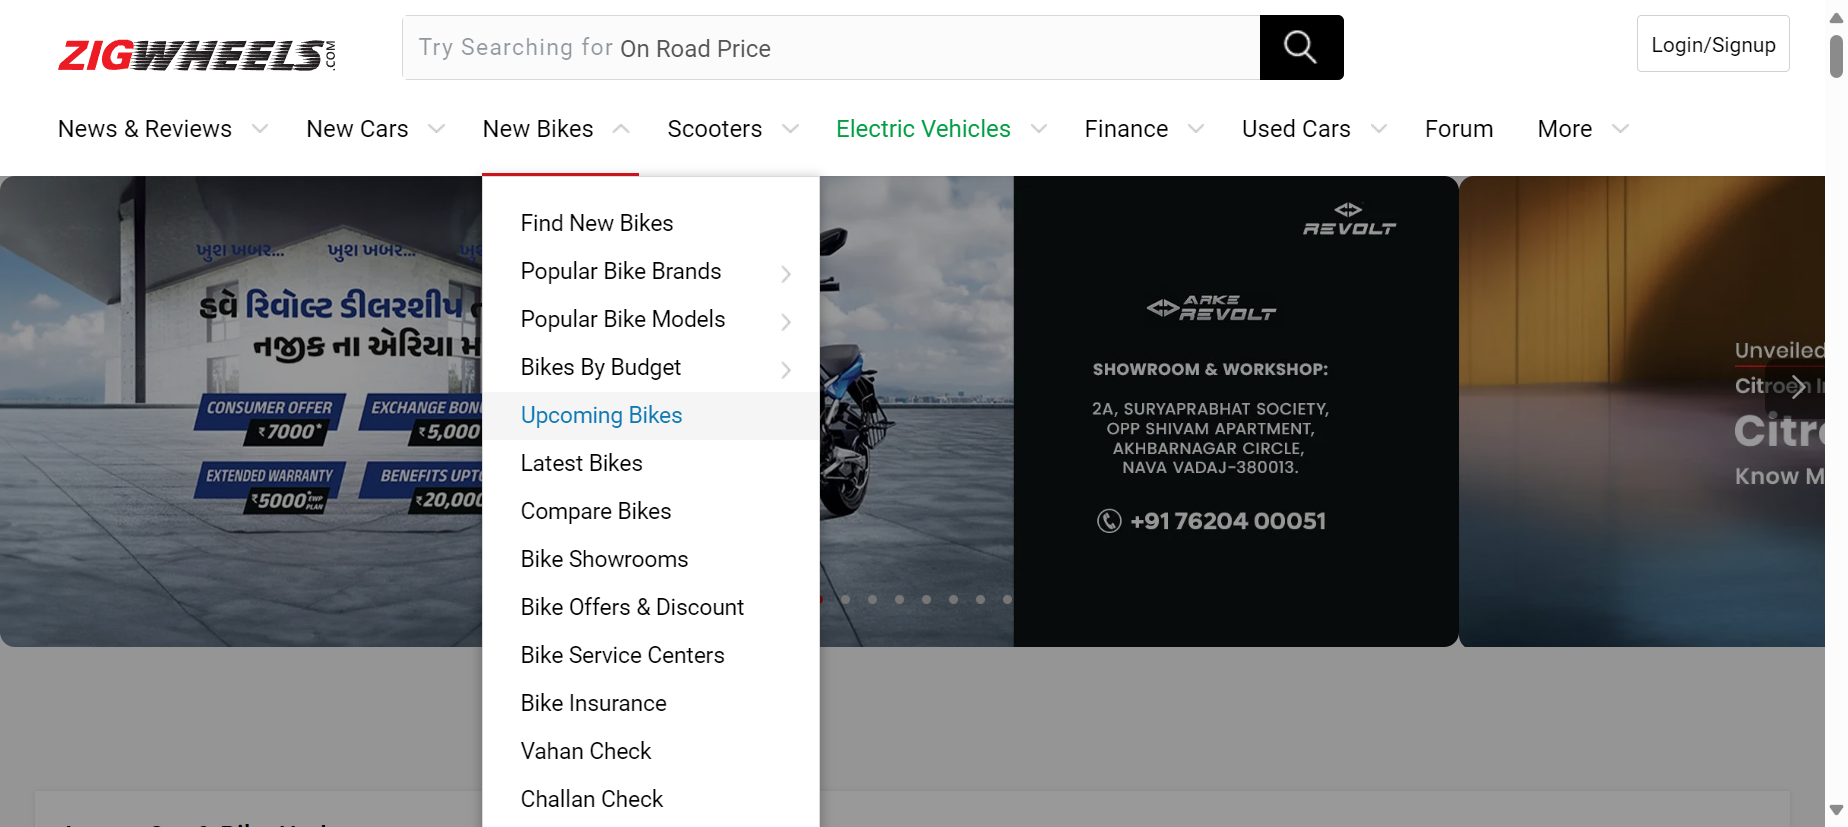 ZIGWHEELS.COM
Try Searching for On Road Price
Login/Signup
News & Reviews
New Cars
New Bikes
Scooters
Electric Vehicles
Finance
Used Cars
Forum
More
Find New Bikes
Popular Bike Brands
Popular Bike Models
Bikes By Budget
Upcoming Bikes
Latest Bikes
Compare Bikes
Bike Showrooms
Bike Offers & Discount
Bike Service Centers
Bike Insurance
Vahan Check
Challan Check
ખુશ ખબર... ખુશ ખબર...
હવે રિવોલ્ટ ડીલરશીપ
નજીક ના એરિયા
CONSUMER OFFER
₹7000*
EXCHANGE
₹5,000
EXTENDED WARRANTY
₹5000* EWP PLAN
BENEFITS
₹20,000
REVOLT
ARKE
REVOLT
SHOWROOM & WORKSHOP:
2A, SURYAPRABHAT SOCIETY,
OPP SHIVAM APARTMENT,
AKHBARNAGAR CIRCLE,
NAVA VADAJ-380013.
+91 76204 00051
Unveiled
Citroen
Know